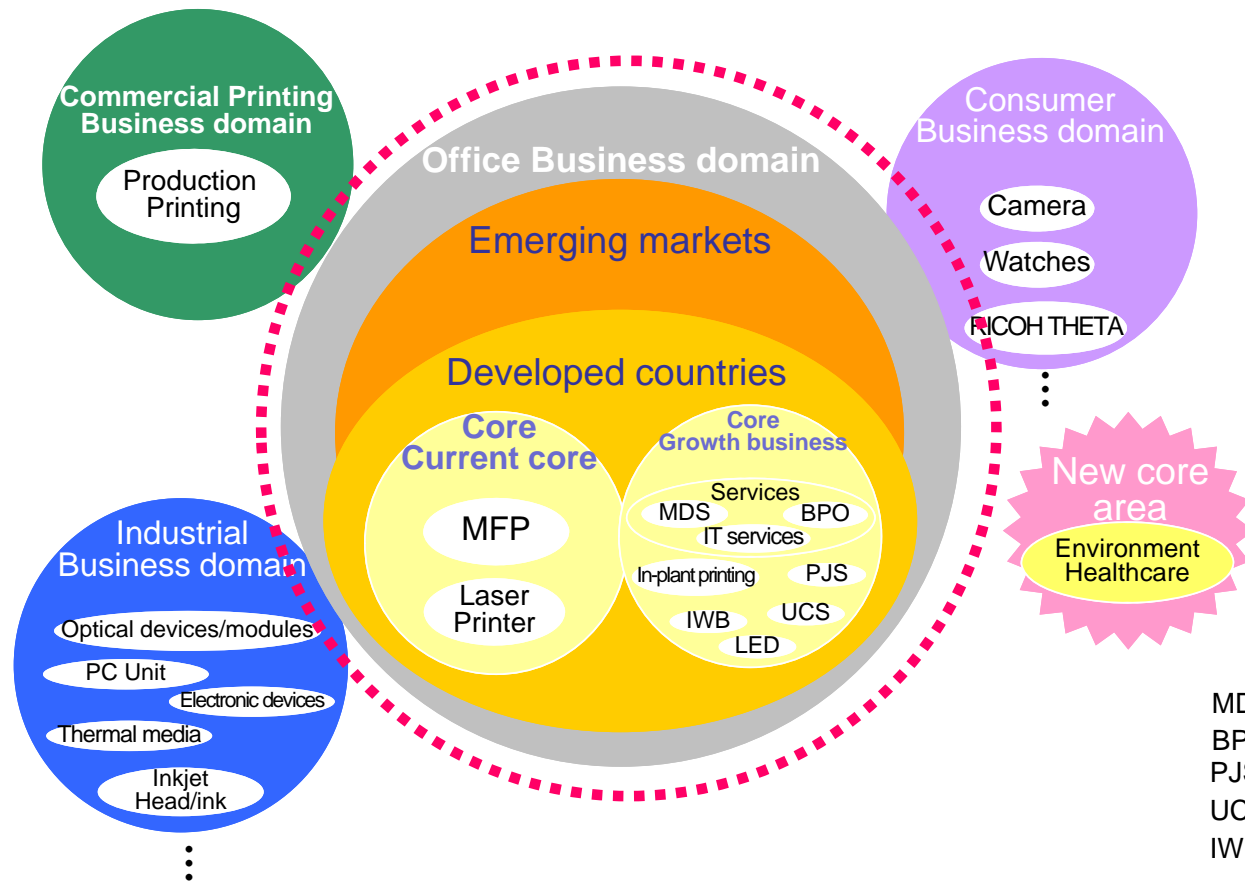 Commercial Printing
Business domain
Production
Printing
Office Business domain
Emerging markets
Developed countries
Core
Current core
MFP
Laser
Printer
Core
Growth business
Services
MDS
BPO
IT services
In-plant printing
PJS
IWB
UCS
LED
Consumer
Business domain
Camera
Watches
RICOH THETA
New core
area
Environment
Healthcare
Industrial
Business domain
Optical devices/modules
PC Unit
Electronic devices
Thermal media
Inkjet
Head/ink